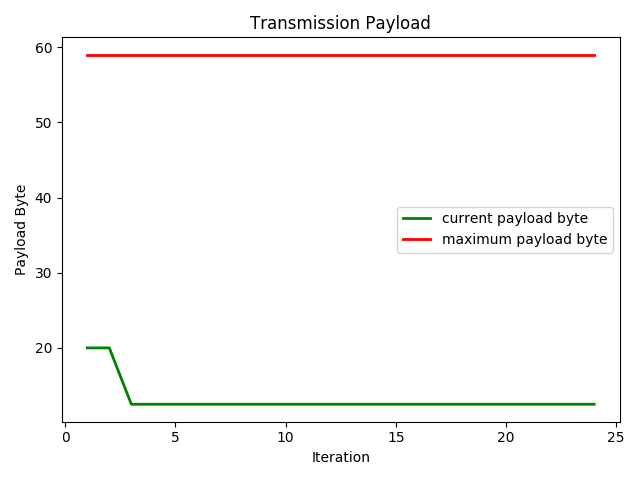 Transmission Payload
60
50
40
30
20
Payload Byte
current payload byte
maximum payload byte
0 5 10 15 20 25
Iteration